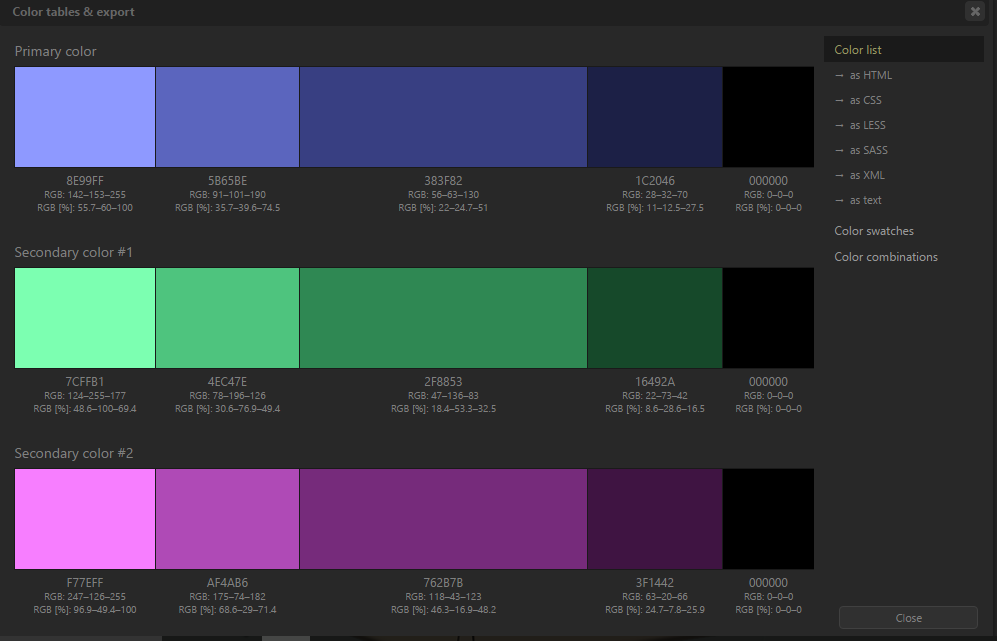 Color tables & export
Primary color
8E99FF
RGB: 142–153–255
RGB [%]: 55.7–60–100
5B65BE
RGB: 91–101–190
RGB [%]: 35.7–39.6–74.5
383F82
RGB: 56–63–130
RGB [%]: 22–24.7–51
1C2046
RGB: 28–32–70
RGB [%]: 11–12.5–27.5
000000
RGB: 0–0–0
RGB [%]: 0–0–0
Secondary color #1
7CFFB1
RGB: 124–255–177
RGB [%]: 48.6–100–69.4
4EC47E
RGB: 78–196–126
RGB [%]: 30.6–76.9–49.4
2F8853
RGB: 47–136–83
RGB [%]: 18.4–53.3–32.5
16492A
RGB: 22–73–42
RGB [%]: 8.6–28.6–16.5
000000
RGB: 0–0–0
RGB [%]: 0–0–0
Secondary color #2
F77EFF
RGB: 247–126–255
RGB [%]: 96.9–49.4–100
AF4AB6
RGB: 175–74–182
RGB [%]: 68.6–29–71.4
762B7B
RGB: 118–43–123
RGB [%]: 46.3–16.9–48.2
3F1442
RGB: 63–20–66
RGB [%]: 24.7–7.8–25.9
000000
RGB: 0–0–0
RGB [%]: 0–0–0
Color list
→ as HTML
→ as CSS
→ as LESS
→ as SASS
→ as XML
→ as text
Color swatches
Color combinations
Close